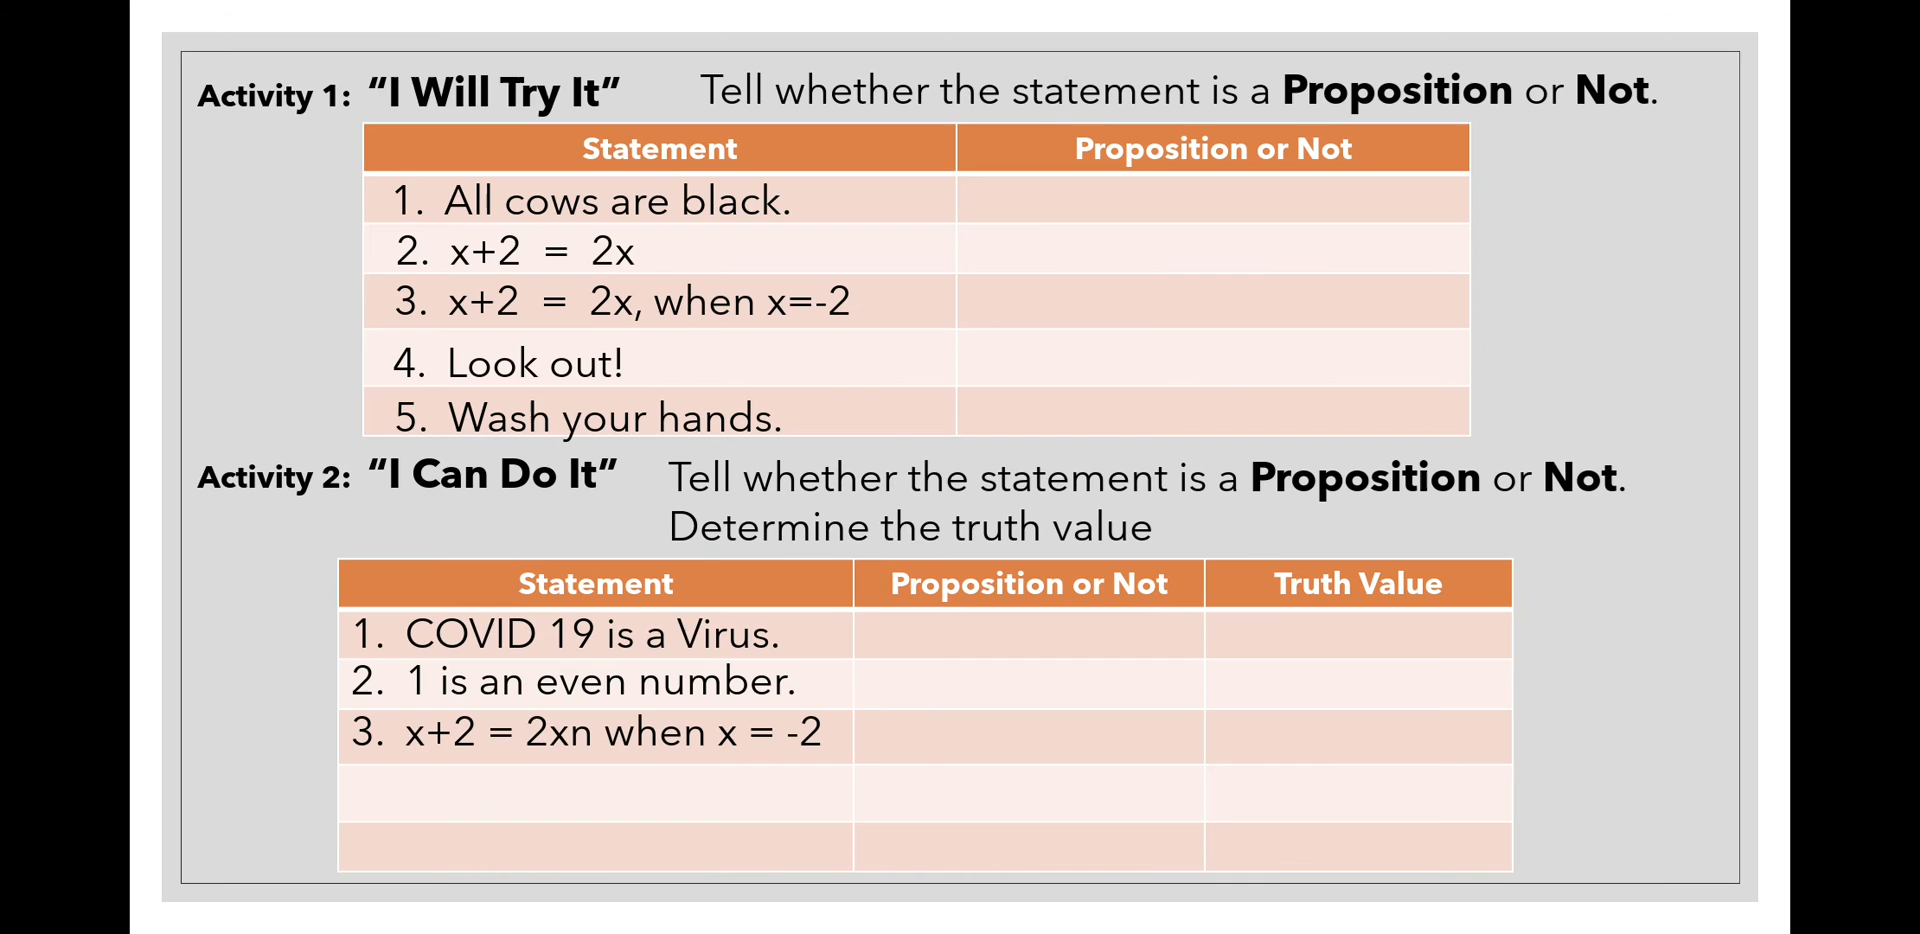 Activity 1: “I Will Try It” Tell whether the statement is a Proposition or Not.
Statement Proposition or Not
1. All cows are black.
2. x+2 = 2x
3. x+2 = 2x, when x=-2
4. Look out!
5. Wash your hands.
Activity 2: “I Can Do It” Tell whether the statement is a Proposition or Not.
Determine the truth value
Statement Proposition or Not Truth Value
1. COVID 19 is a Virus.
2. 1 is an even number.
3. x+2 = 2xn when x = -2